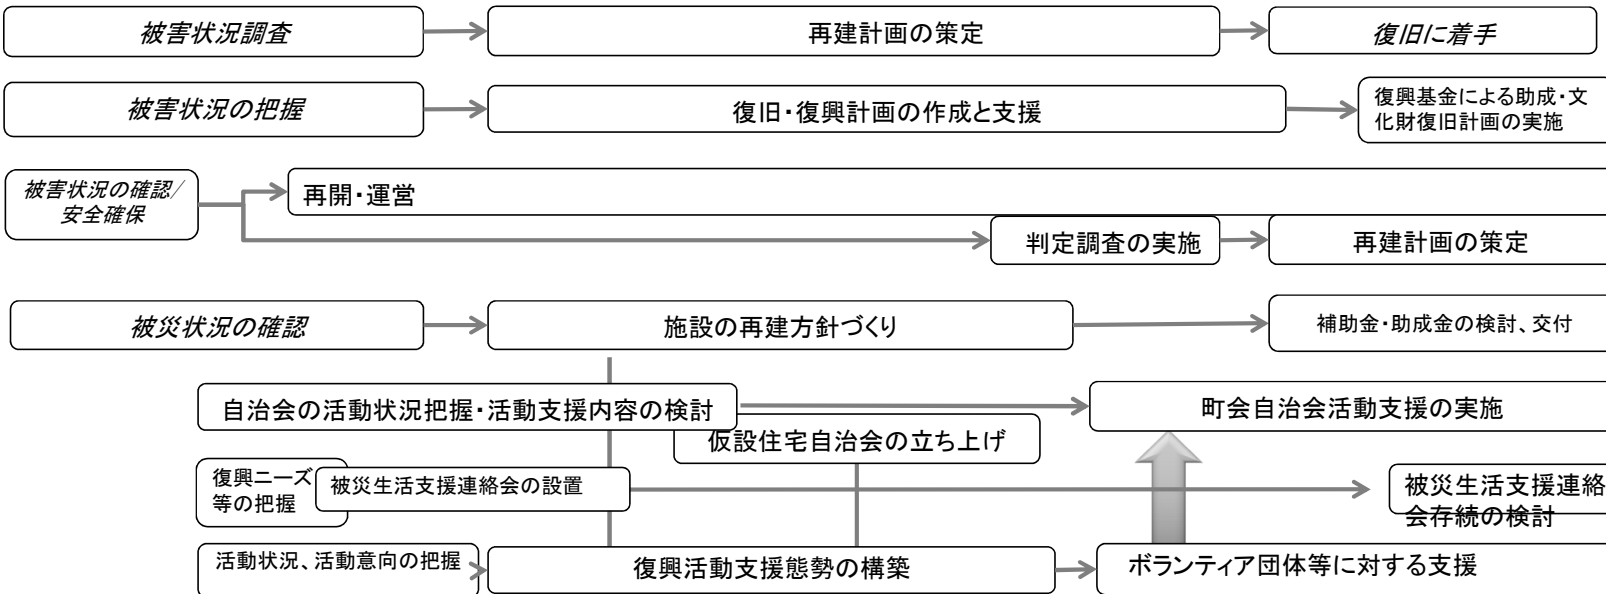 被害状況調査
再建計画の策定
復旧に着手
被害状況の把握
復旧・復興計画の作成と支援
復興基金による助成・文
化財復旧計画の実施
被害状況の確認/
安全確保
再開・運営
判定調査の実施
再建計画の策定
被災状況の確認
施設の再建方針づくり
補助金・助成金の検討、交付
自治会の活動状況把握・活動支援内容の検討
町会自治会活動支援の実施
仮設住宅自治会の立ち上げ
復興ニーズ
等の把握
被災生活支援連絡会の設置
被災生活支援連絡
会存続の検討
活動状況、活動意向の把握
復興活動支援態勢の構築
ボランティア団体等に対する支援